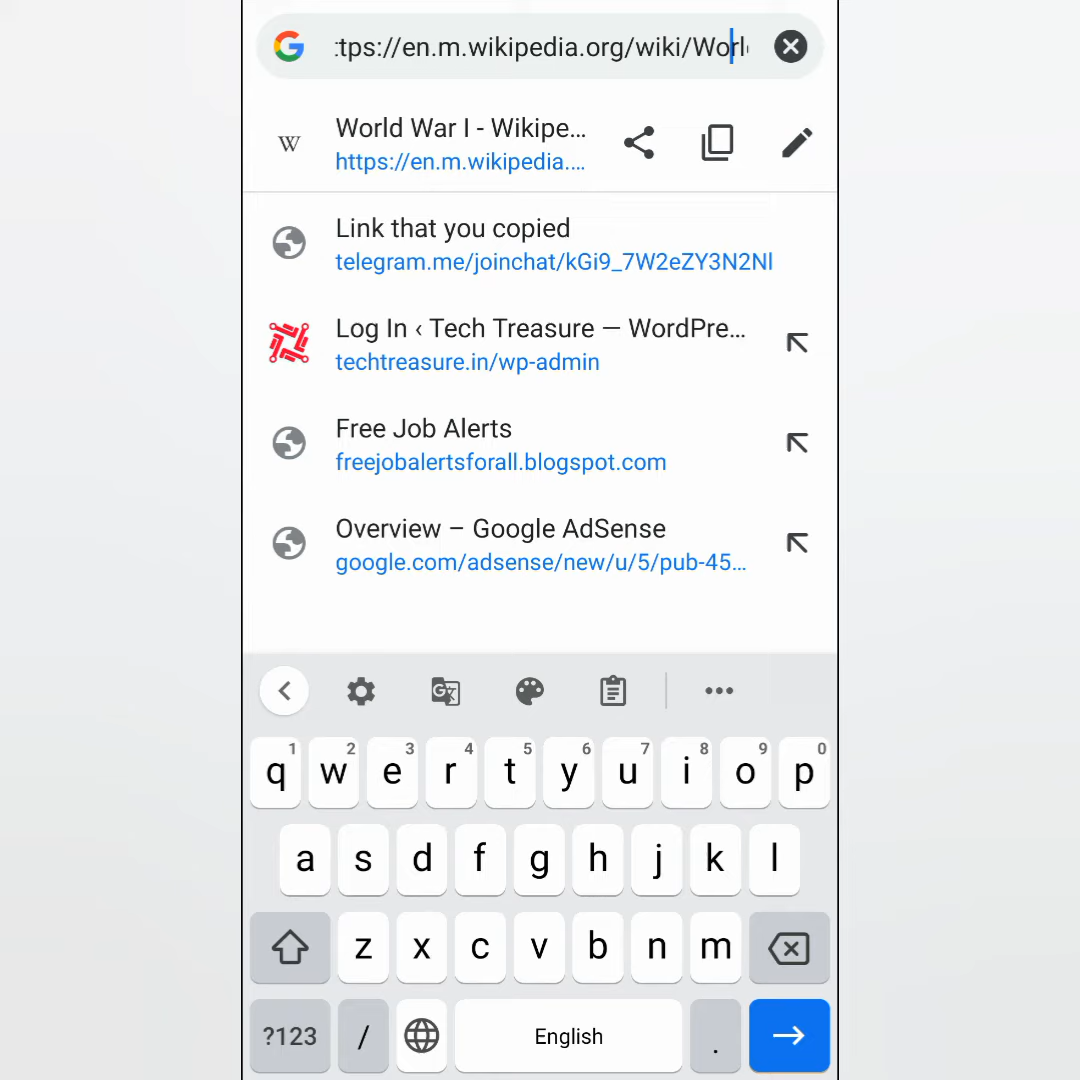 :tps://en.m.wikipedia.org/wiki/Worl
W World War I - Wikipe...
https://en.m.wikipedia....
Link that you copied
telegram.me/joinchat/kGi9_7W2eZY3N2Nl
Log In ‹ Tech Treasure — WordPre...
techtreasure.in/wp-admin
Free Job Alerts
freejobalertsforall.blogspot.com
Overview – Google AdSense
google.com/adsense/new/u/5/pub-45...
1 2 3 4 5 6 7 8 9 0
q w e r t y u i o p
a s d f g h j k l
z x c v b n m
?123 / English .